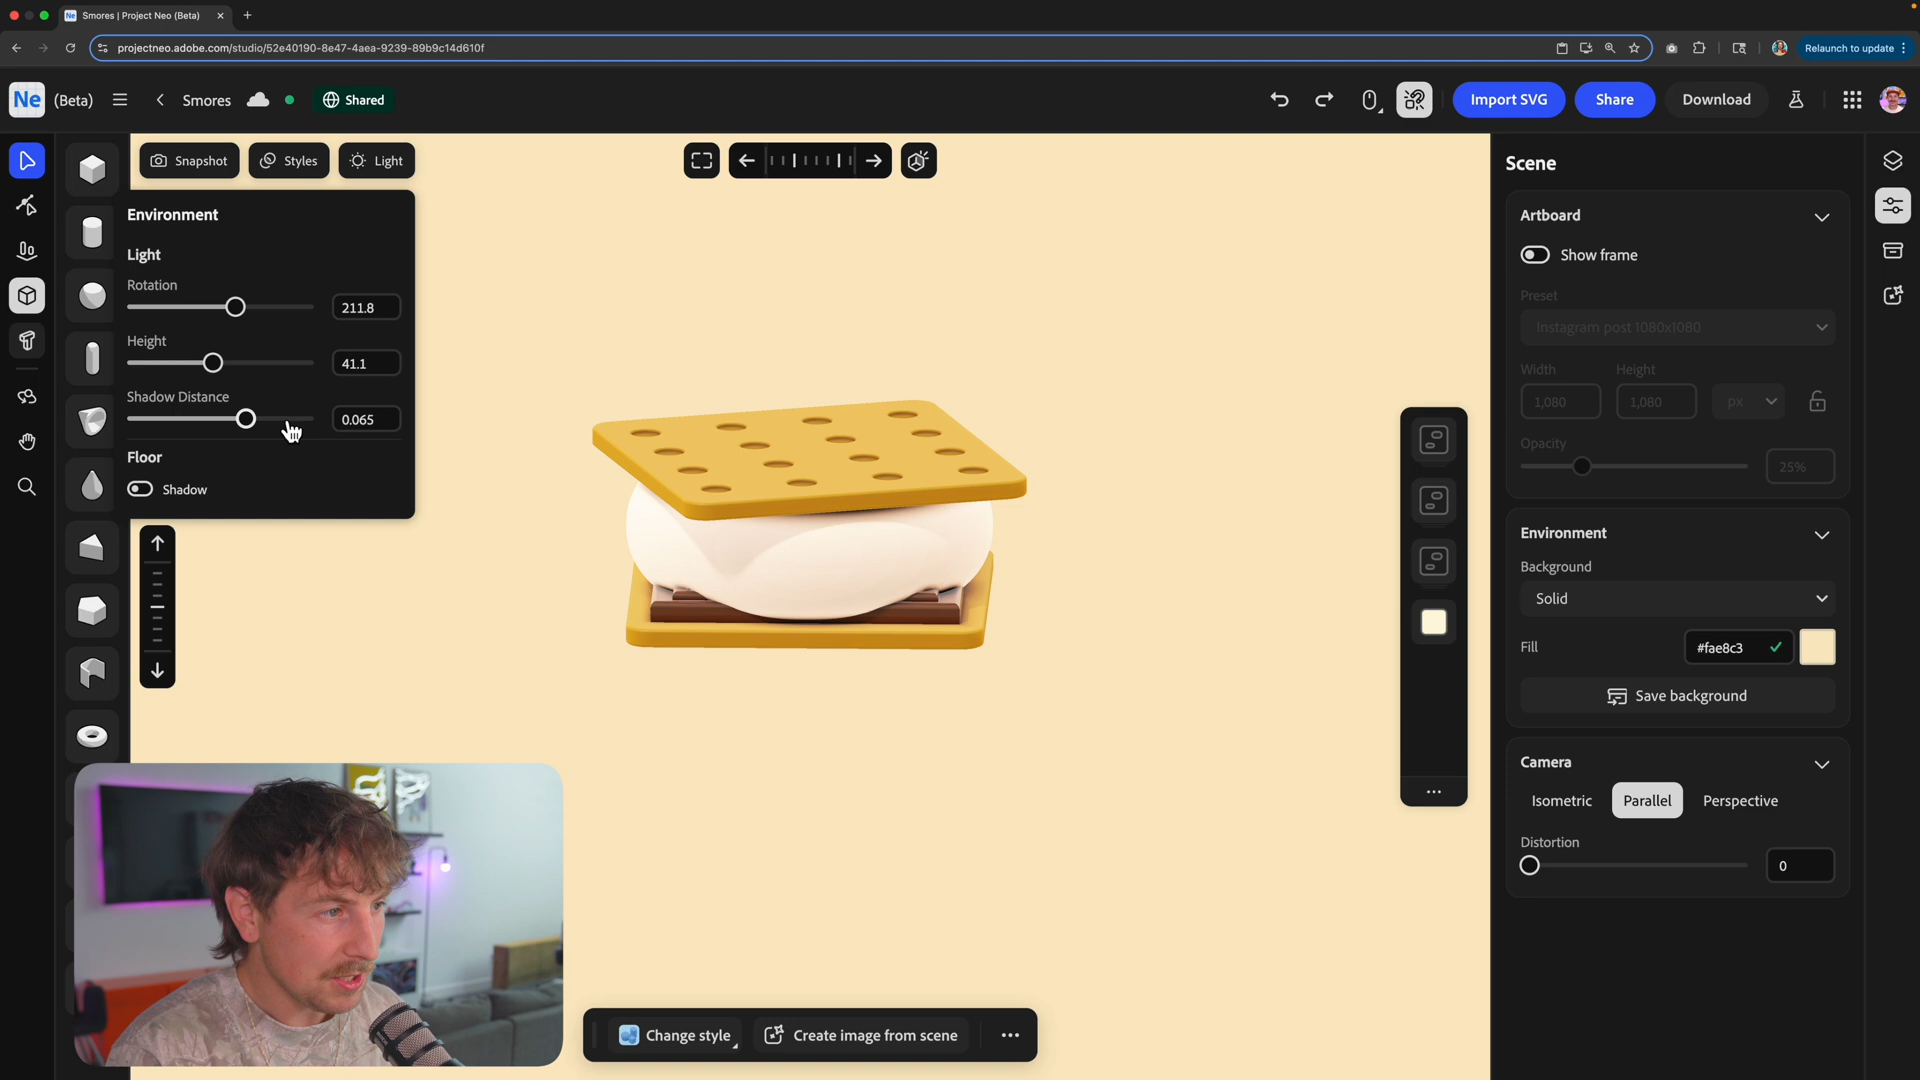 Ne Smores | Project Neo (Beta)
projectneo.adobe.com/studio/52e40190-8e47-4aea-9239-89b9c14d610f
Relaunch to update
Ne (Beta) Smores Shared
Import SVG Share Download
Snapshot Styles Light
Environment
Light
Rotation
211.8
Height
41.1
Shadow Distance
0.065
Floor
Shadow
Scene
Artboard
Show frame
Preset
Instagram post 1080x1080
Width Height
1,080 1,080 px
Opacity
25%
Environment
Background
Solid
Fill #fae8c3
Save background
Camera
Isometric Parallel Perspective
Distortion
0
Change style Create image from scene